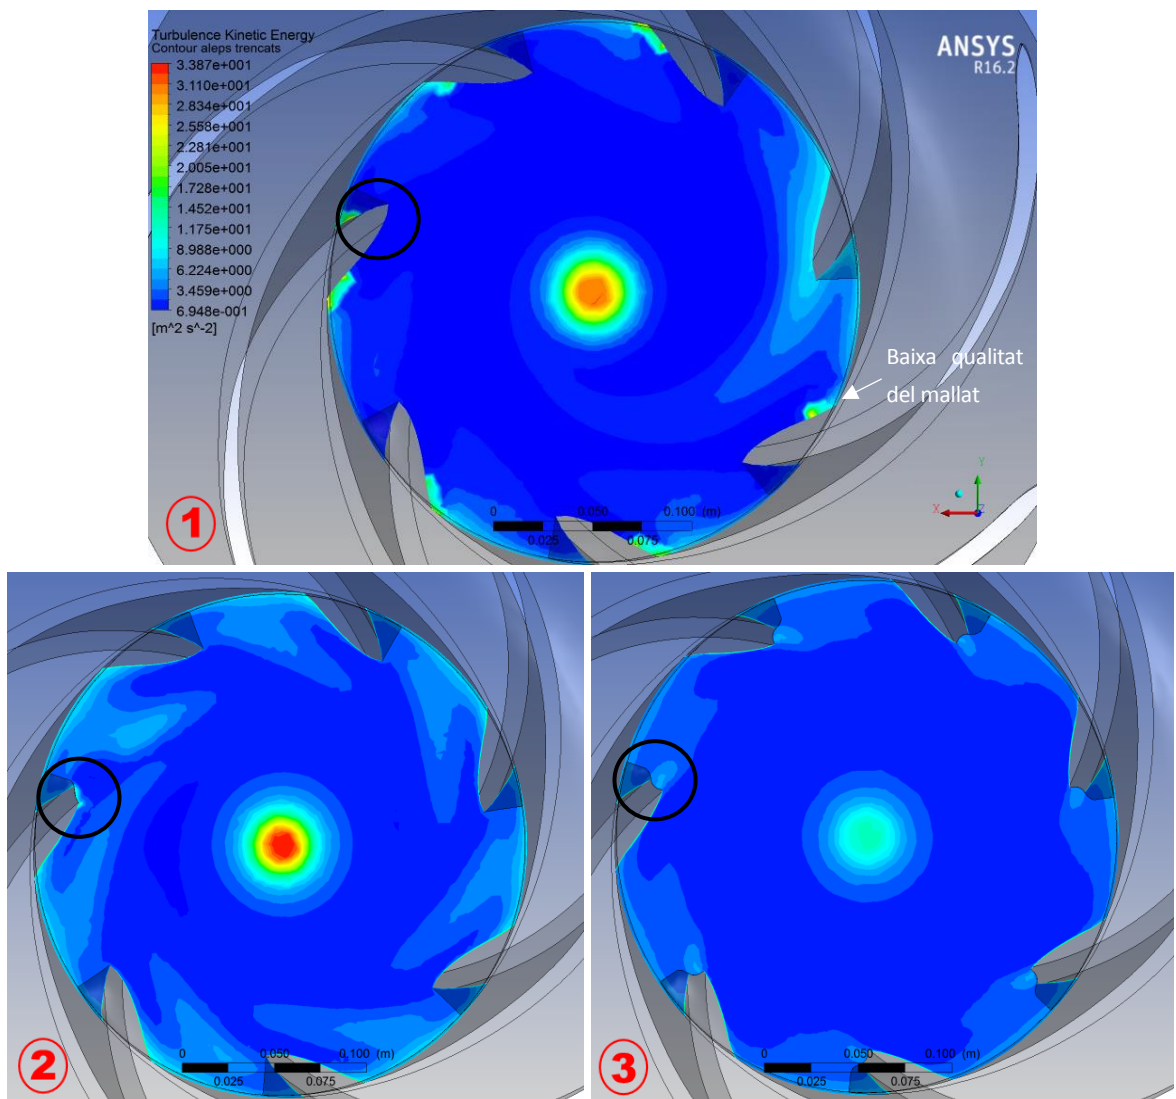 Turbulence Kinetic Energy
Contour aleps trencats
3.387e+001
3.110e+001
2.834e+001
2.558e+001
2.281e+001
2.005e+001
1.728e+001
1.452e+001
1.175e+001
8.988e+000
6.224e+000
3.459e+000
6.948e-001
[m^2 s^-2]
ANSYS
R16.2
Baixa qualitat
del mallat
Y
X
Z
0 0.050 0.100 (m)
0.025 0.075
1
0 0.050 0.100 (m)
0.025 0.075
2
0 0.050 0.100 (m)
0.025 0.075
3